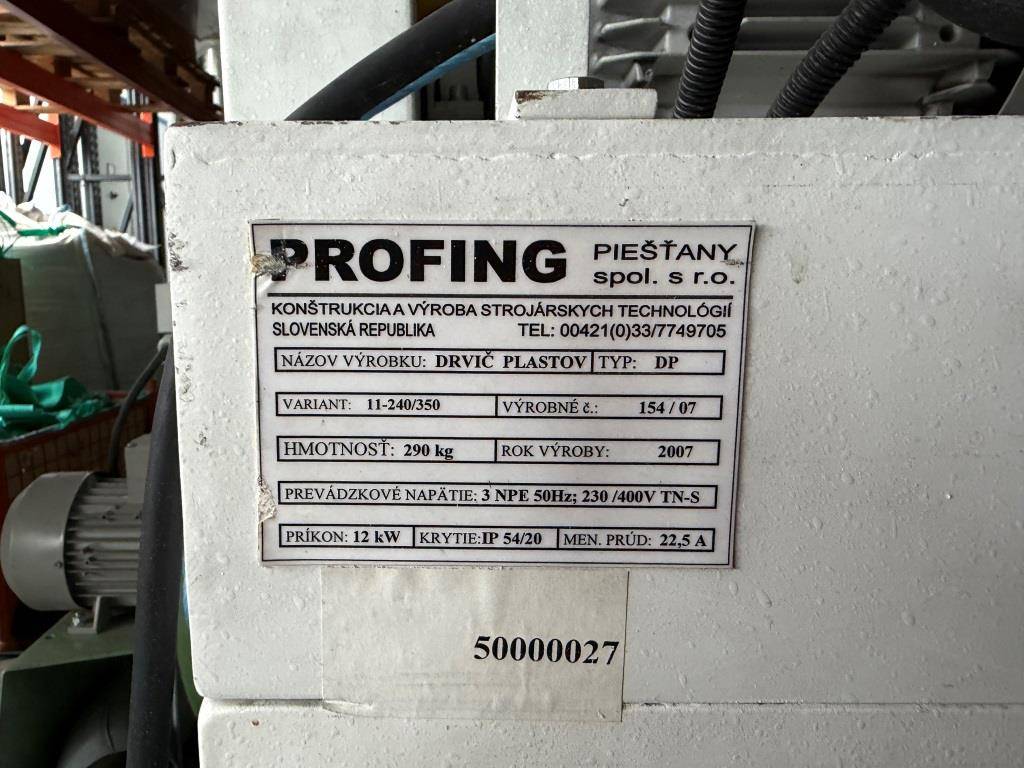 PROFING PIEŠŤANY spol. s r.o.
KONŠTRUKCIA A VÝROBA STROJÁRSKYCH TECHNOLÓGIÍ
SLOVENSKÁ REPUBLIKA TEL: 00421(0)33/7749705
NÁZOV VÝROBKU: DRVIČ PLASTOV TYP: DP
VARIANT: 11-240/350 VÝROBNÉ č.: 154 / 07
HMOTNOSŤ: 290 kg ROK VÝROBY: 2007
PREVÁDZKOVÉ NAPÄTIE: 3 NPE 50Hz; 230 /400V TN-S
PRÍKON: 12 kW KRYTIE:IP 54/20 MEN. PRÚD: 22,5 A
50000027